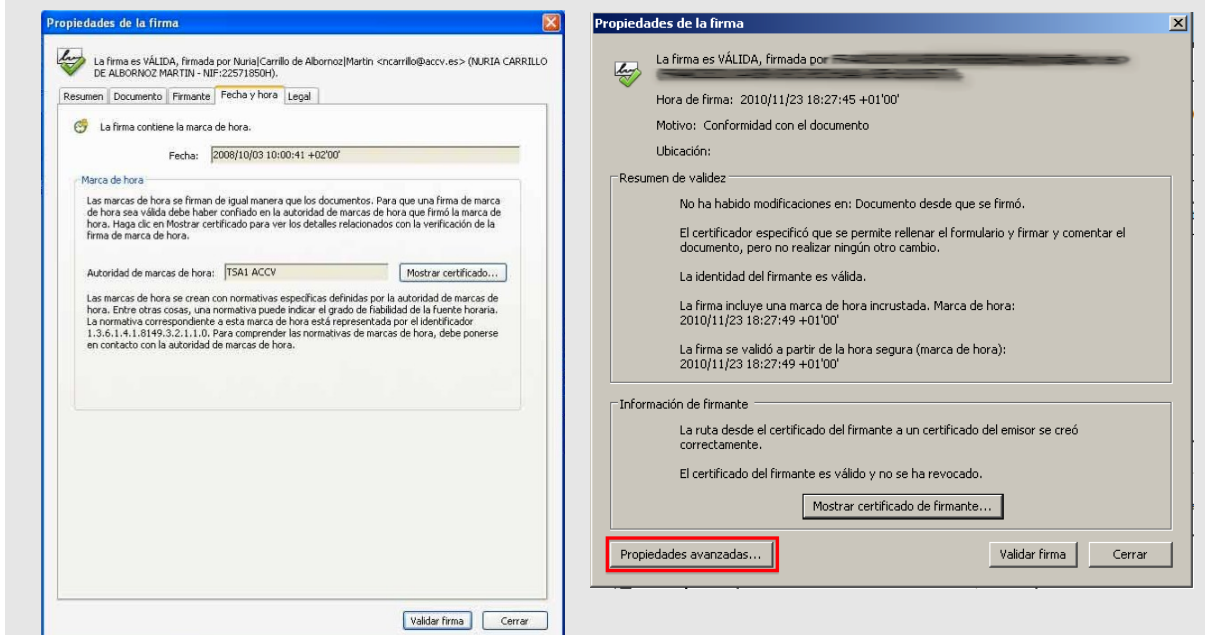 Propiedades de la firma
La firma es VÁLIDA, firmada por Nuria|Carrillo de Albornoz|Martin <ncarrillo@accv.es> (NURIA CARRILLO
DE ALBORNOZ MARTIN - NIF:22571850H).
Resumen Documento Firmante Fecha y hora Legal
La firma contiene la marca de hora.
Fecha: 2008/10/03 10:00:41 +02'00'
Marca de hora
Las marcas de hora se firman de igual manera que los documentos. Para que una firma de marca
de hora sea válida debe haber confiado en la autoridad de marcas de hora que firmó la marca de
hora. Haga clic en Mostrar certificado para ver los detalles relacionados con la verificación de la
firma de marca de hora.
Autoridad de marcas de hora: TSA1 ACCV Mostrar certificado...
Las marcas de hora se crean con normativas específicas definidas por la autoridad de marcas de
hora. Entre otras cosas, una normativa puede indicar el grado de fiabilidad de la fuente horaria.
La normativa correspondiente a esta marca de hora está representada por el identificador
1.3.6.1.4.1.8149.3.2.1.1.0. Para comprender las normativas de marcas de hora, debe ponerse
en contacto con la autoridad de marcas de hora.
Validar firma Cerrar
Propiedades de la firma
La firma es VÁLIDA, firmada por
Hora de firma: 2010/11/23 18:27:45 +01'00'
Motivo: Conformidad con el documento
Ubicación:
Resumen de validez
No ha habido modificaciones en: Documento desde que se firmó.
El certificador especificó que se permite rellenar el formulario y firmar y comentar el
documento, pero no realizar ningún otro cambio.
La identidad del firmante es válida.
La firma incluye una marca de hora incrustada. Marca de hora:
2010/11/23 18:27:49 +01'00'
La firma se validó a partir de la hora segura (marca de hora):
2010/11/23 18:27:49 +01'00'
Información de firmante
La ruta desde el certificado del firmante a un certificado del emisor se creó
correctamente.
El certificado del firmante es válido y no se ha revocado.
Mostrar certificado de firmante...
Propiedades avanzadas... Validar firma Cerrar